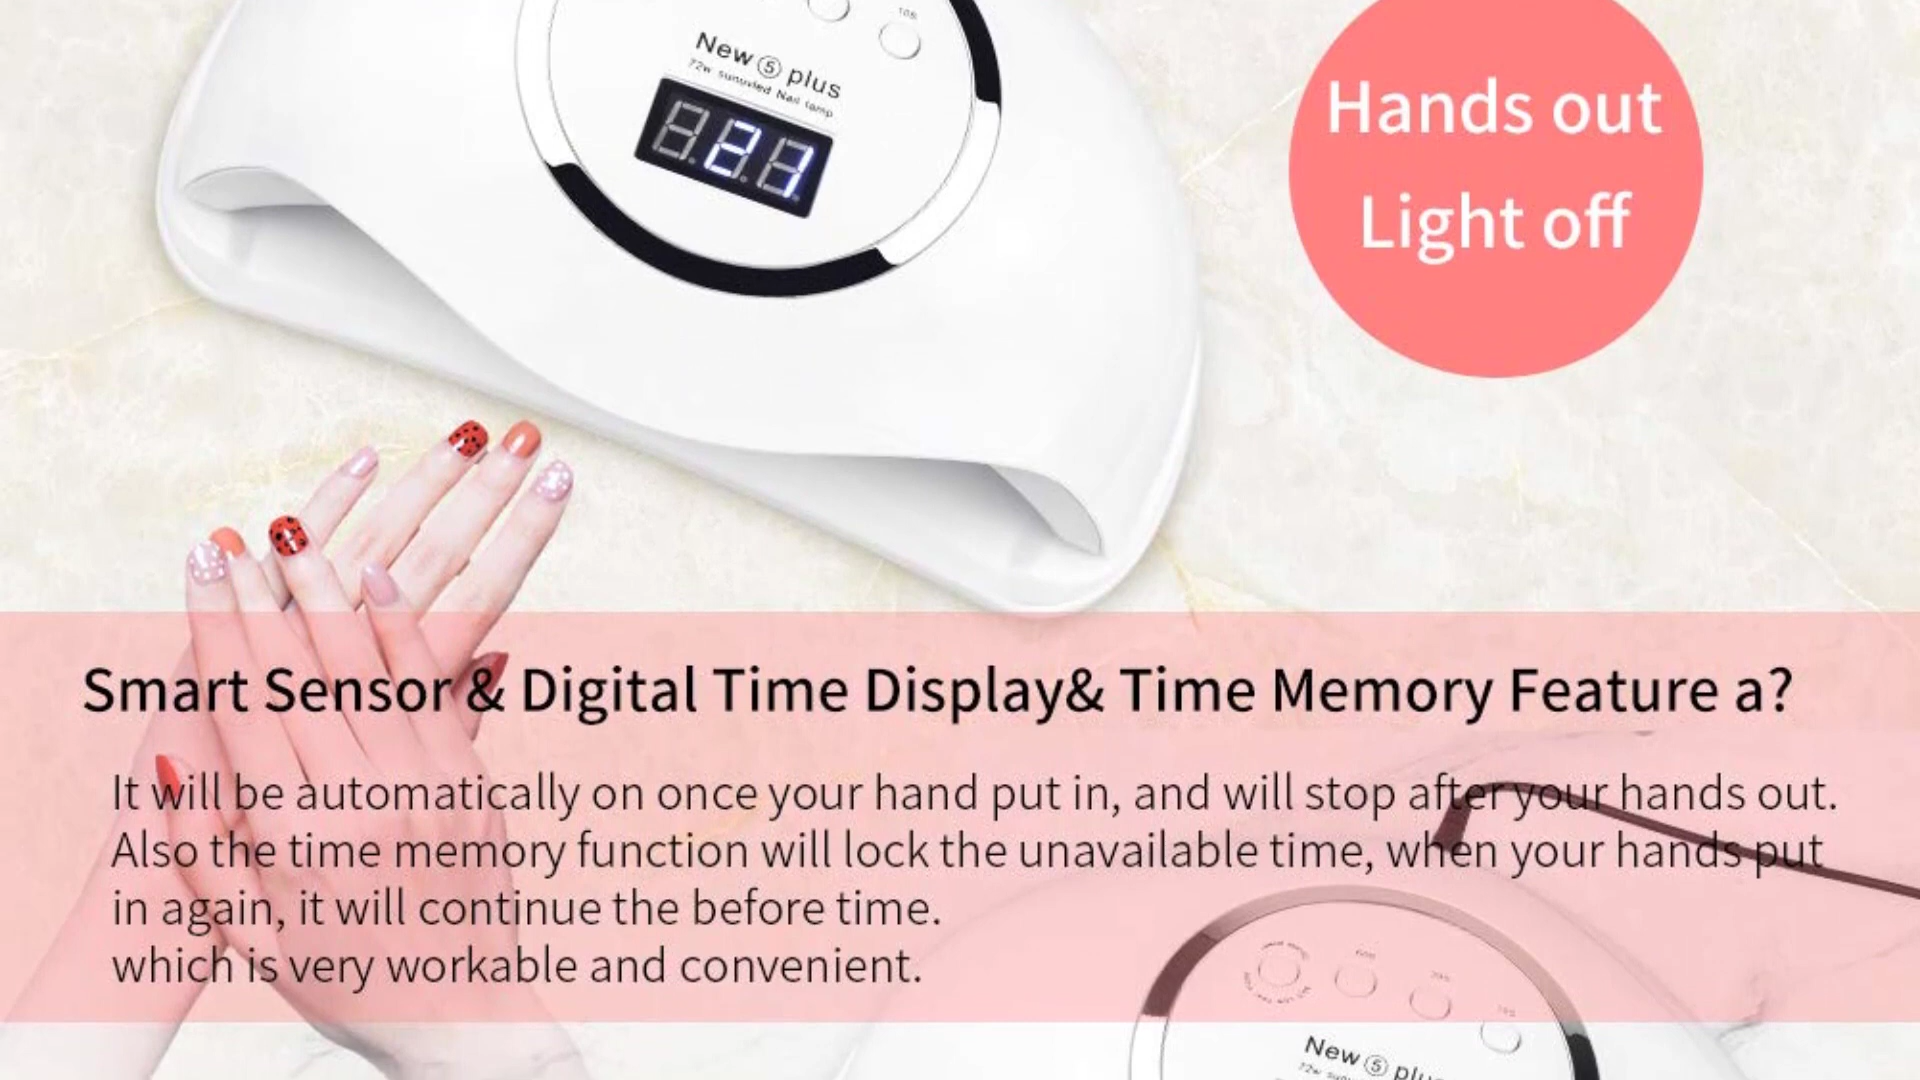 10s
New 5 plus
72w sunuvled Nail lamp
27
Hands out
Light off
Smart Sensor & Digital Time Display& Time Memory Feature a?
It will be automatically on once your hand put in, and will stop after your hands out.
Also the time memory function will lock the unavailable time, when your hands put
in again, it will continue the before time.
which is very workable and convenient.
New 5 plus